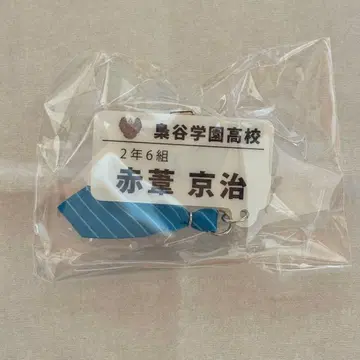 梟谷学園高校
2年6組
赤葦 京治